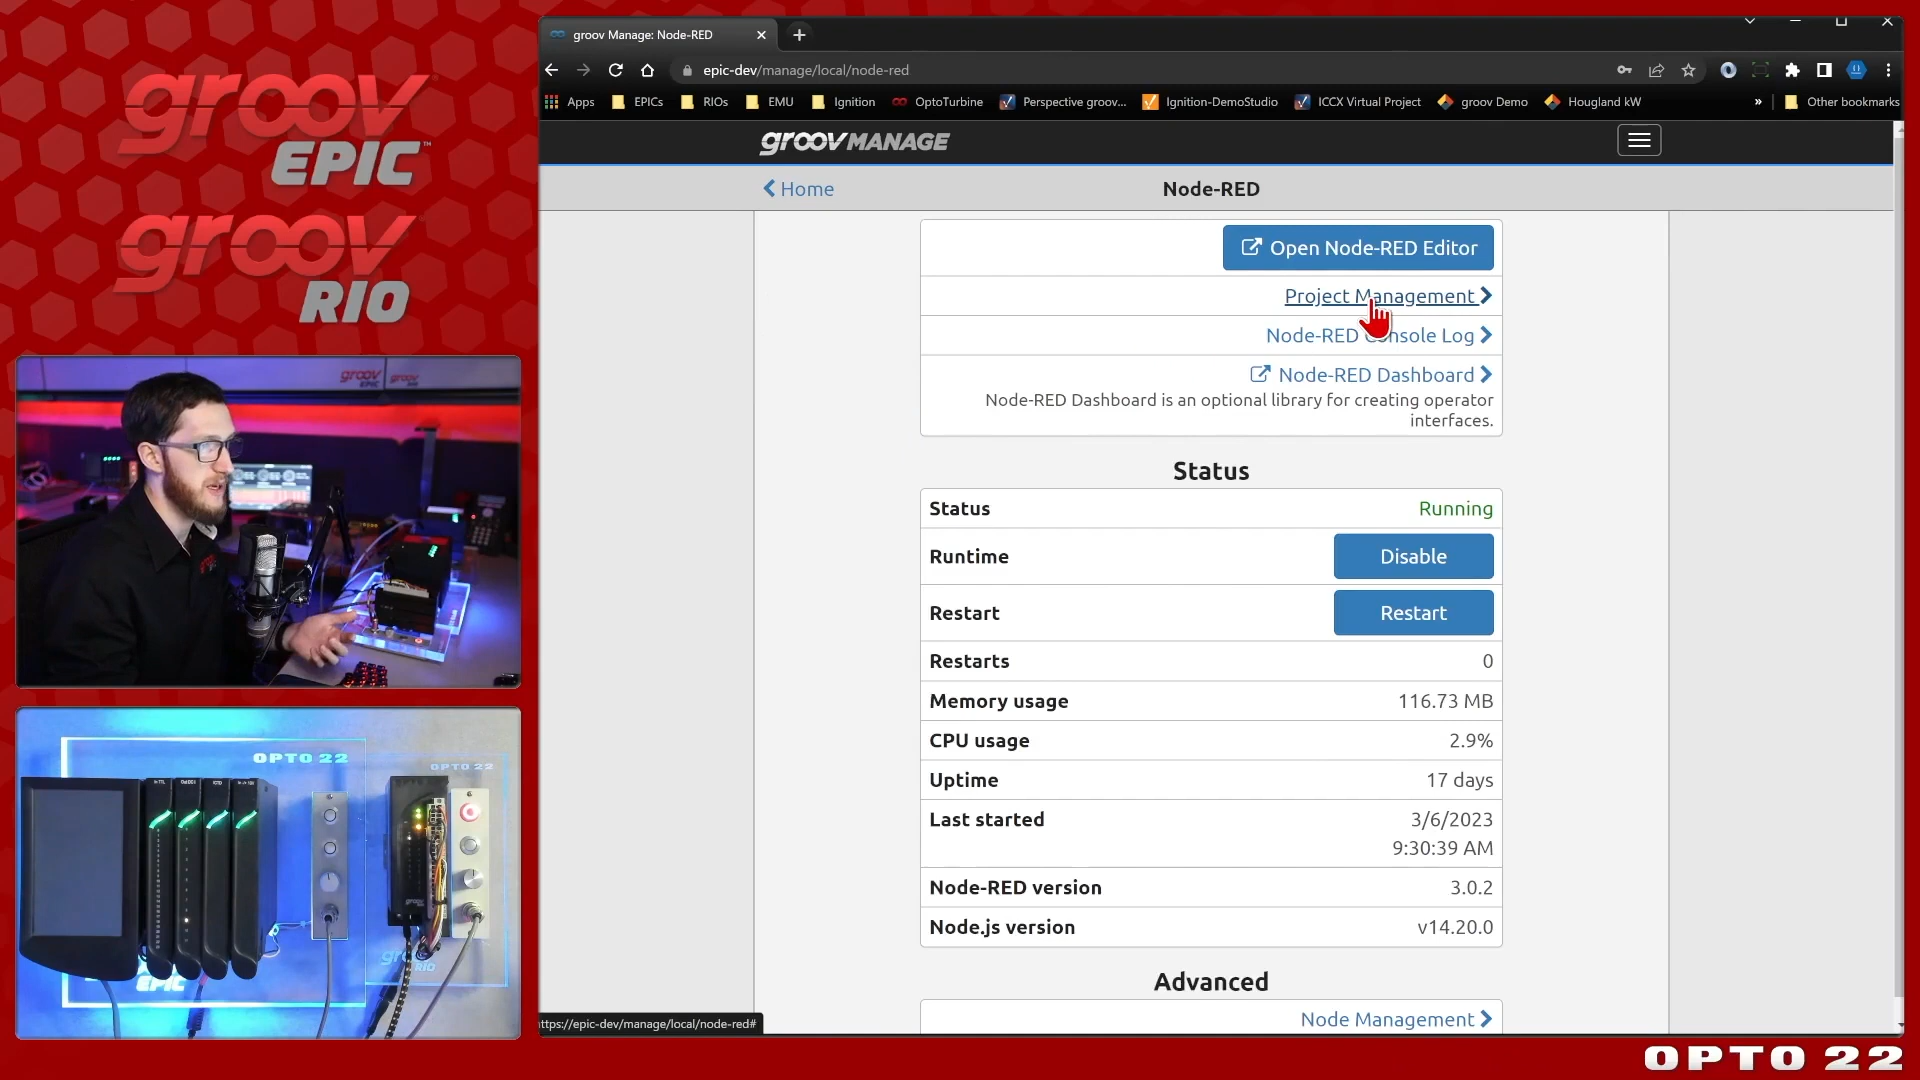 groov
EPIC™
groov
RIO
groov Manage: Node-RED
epic-dev/manage/local/node-red
Apps
EPICs
RIOs
EMU
Ignition
OptoTurbine
Perspective groov...
Ignition-DemoStudio
ICCX Virtual Project
groov Demo
Hougland kW
»
Other bookmarks
groov MANAGE
Home
Node-RED
Open Node-RED Editor
Project Management
Node-RED Console Log
Node-RED Dashboard
Node-RED Dashboard is an optional library for creating operator
interfaces.
Status
Status Running
Runtime Disable
Restart Restart
Restarts 0
Memory usage 116.73 MB
CPU usage 2.9%
Uptime 17 days
Last started 3/6/2023
9:30:39 AM
Node-RED version 3.0.2
Node.js version v14.20.0
Advanced
Node Management
ttps://epic-dev/manage/local/node-red#
OPTO 22
OPTO 22
EPIC
groov
RIO
OPTO 22